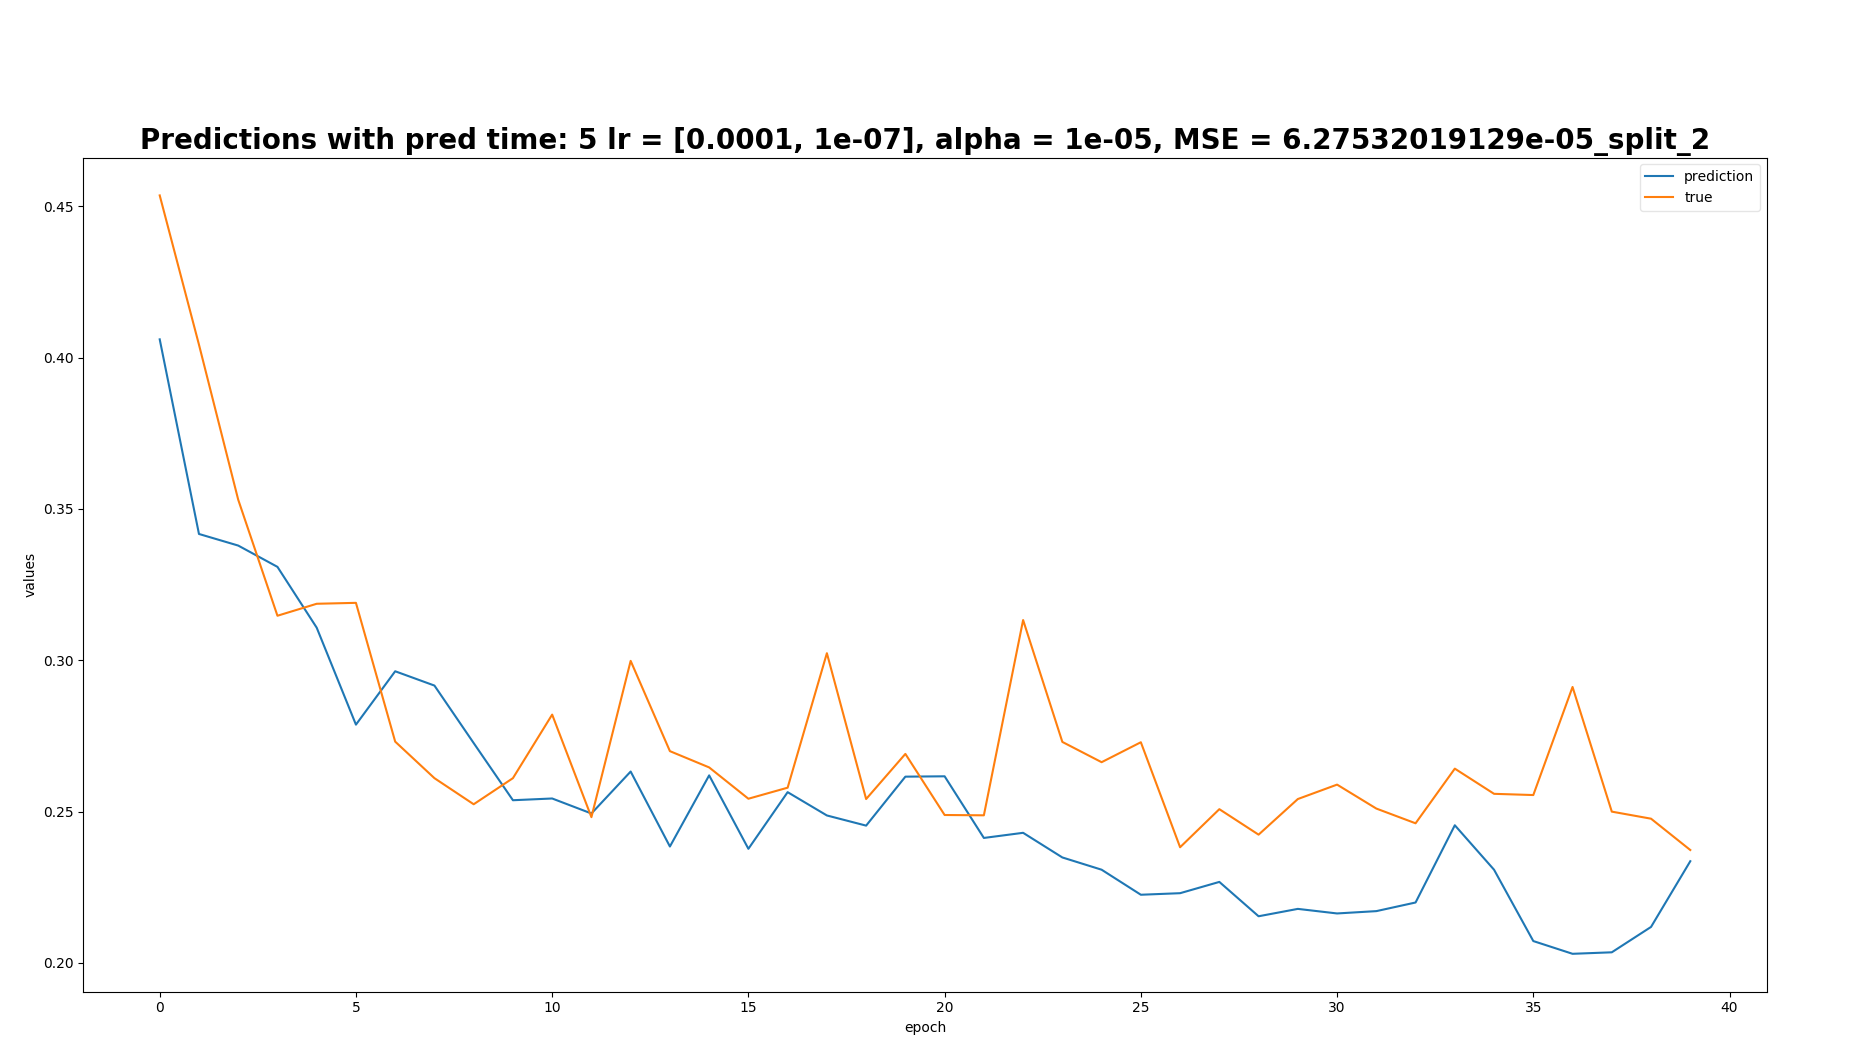 Predictions with pred time: 5 lr = [0.0001, 1e-07], alpha = 1e-05, MSE = 6.27532019129e-05_split_2
prediction
true
0.45
0.40
0.35
0.30
0.25
0.20
values
0 5 10 15 20 25 30 35 40
epoch